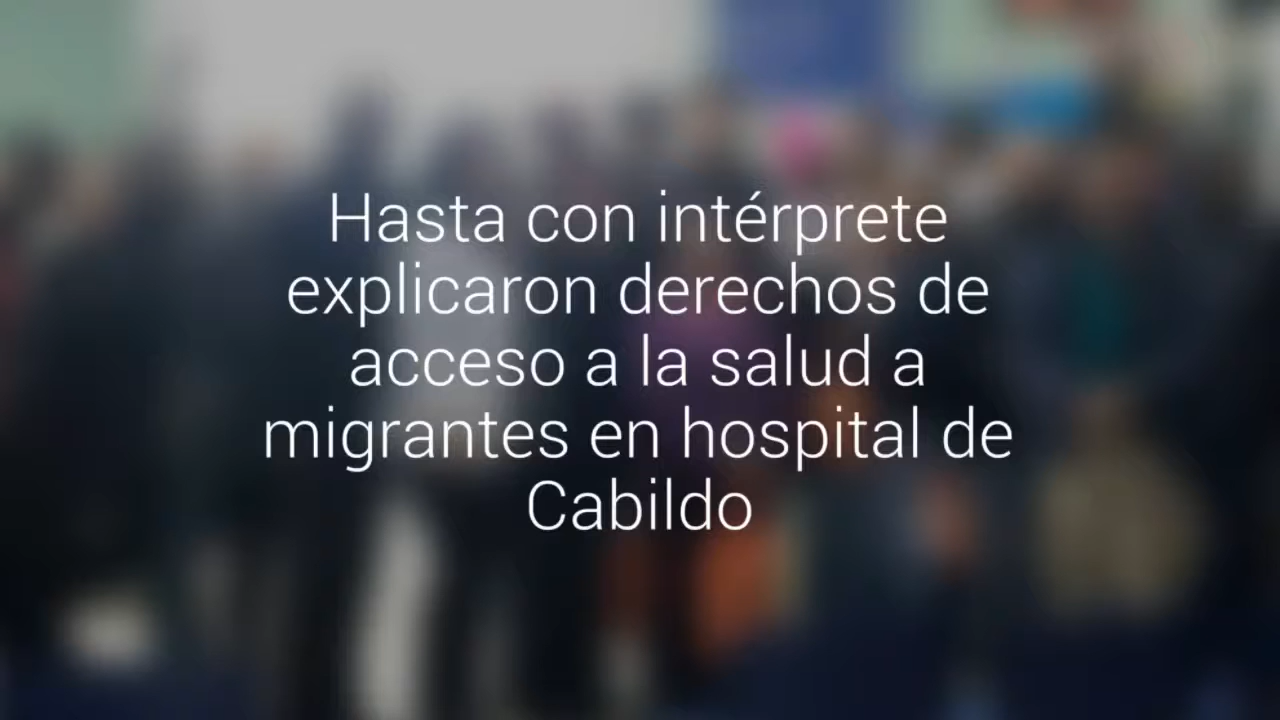 Hasta con intérprete
explicaron derechos de
acceso a la salud a
migrantes en hospital de
Cabildo